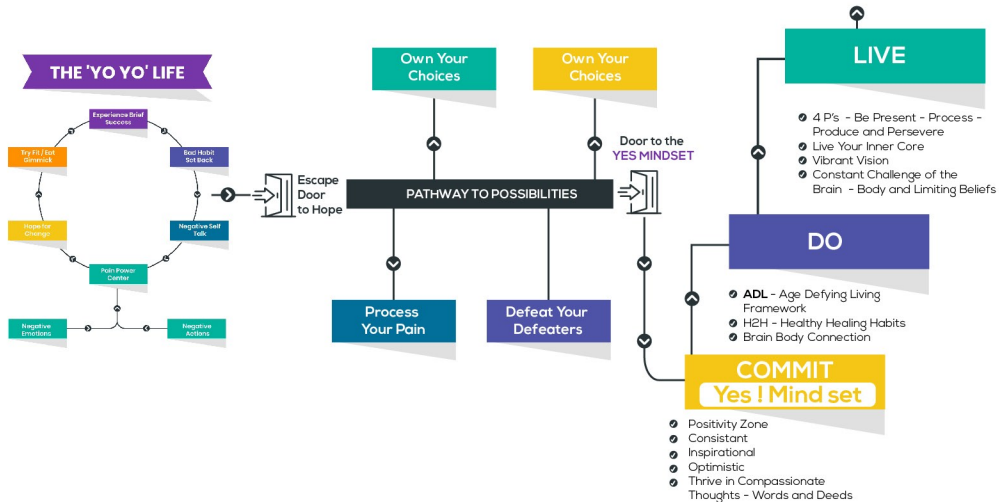 THE 'YO YO' LIFE
Experience Brief
Success
Try Fit / Eat
Gimmick
Bad Habit
Set Back
Hope for
Change
Negative Self
Talk
Pain Power
Center
Negative
Emotions
Negative
Actions
Escape
Door
to Hope
Own Your
Choices
Own Your
Choices
PATHWAY TO POSSIBILITIES
Process
Your Pain
Defeat Your
Defeaters
Door to the
YES MINDSET
LIVE
4 P's - Be Present - Process -
Produce and Persevere
Live Your Inner Core
Vibrant Vision
Constant Challenge of the
Brain - Body and Limiting Beliefs
DO
ADL - Age Defying Living
Framework
H2H - Healthy Healing Habits
Brain Body Connection
COMMIT
Yes ! Mind set
Positivity Zone
Consistant
Inspirational
Optimistic
Thrive in Compassionate
Thoughts - Words and Deeds